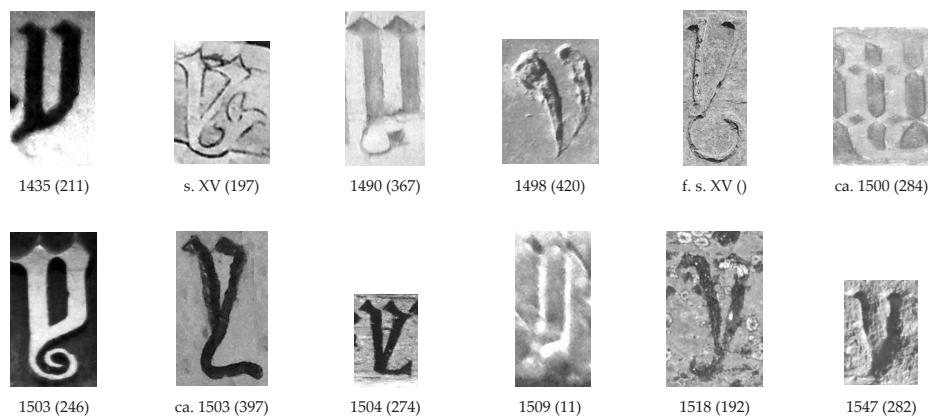 1435 (211) s. XV (197) 1490 (367) 1498 (420) f. s. XV () ca. 1500 (284)
1503 (246) ca. 1503 (397) 1504 (274) 1509 (11) 1518 (192) 1547 (282)